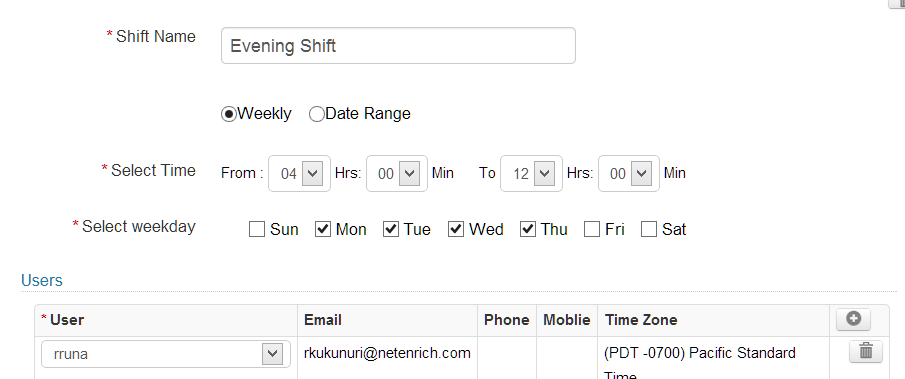 * Shift Name Evening Shift
Weekly Date Range
* Select Time From : 04 Hrs: 00 Min To 12 Hrs: 00 Min
* Select weekday Sun Mon Tue Wed Thu Fri Sat
Users
* User Email Phone Moblie Time Zone
rruna rkukunuri@netenrich.com (PDT -0700) Pacific Standard
Time